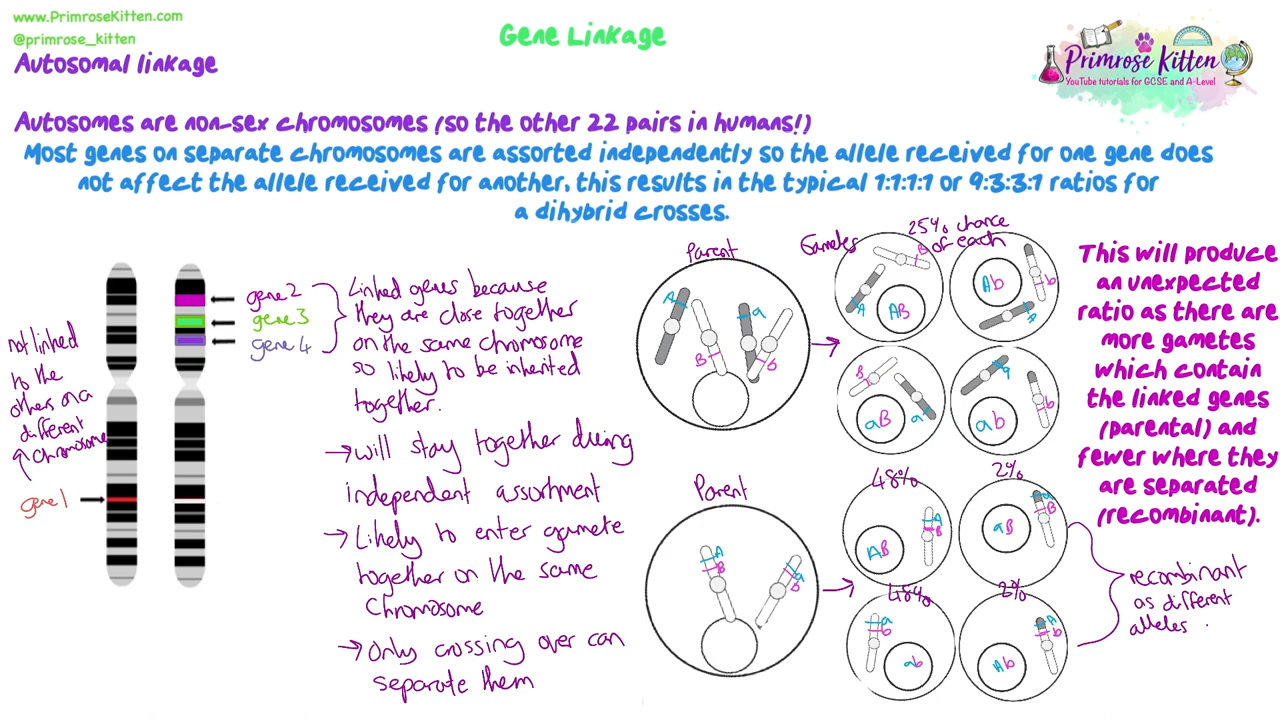 www.PrimroseKitten.com
@primrose_kitten
Gene Linkage
Primrose Kitten
YouTube tutorials for GCSE and A-Level
Autosomal linkage
Autosomes are non-sex chromosomes (so the other 22 pairs in humans!)
Most genes on separate chromosomes are assorted independently so the allele received for one gene does
not affect the allele received for another, this results in the typical 1:1:1:1 or 9:3:3:1 ratios for
a dihybrid crosses.
not linked
to the
others on a
different
chromosome
gene 1
gene 2
gene 3
gene 4
Linked genes because
they are close together
on the same chromosome
so likely to be inherited
together.
→ will stay together during
independent assortment
→ Likely to enter gamete
together on the same
chromosome
→ Only crossing over can
separate them
Parent
A
B
a
b
Gametes
25% chance
of each
B
A
AB
Ab
b
A
B
aB
a
a
ab
b
Parent
A
B
a
b
48%
AB
A
B
2%
aB
a
B
48%
a
b
ab
2%
A
b
Ab
recombinant
as different
alleles.
This will produce
an unexpected
ratio as there are
more gametes
which contain
the linked genes
(parental) and
fewer where they
are separated
(recombinant).